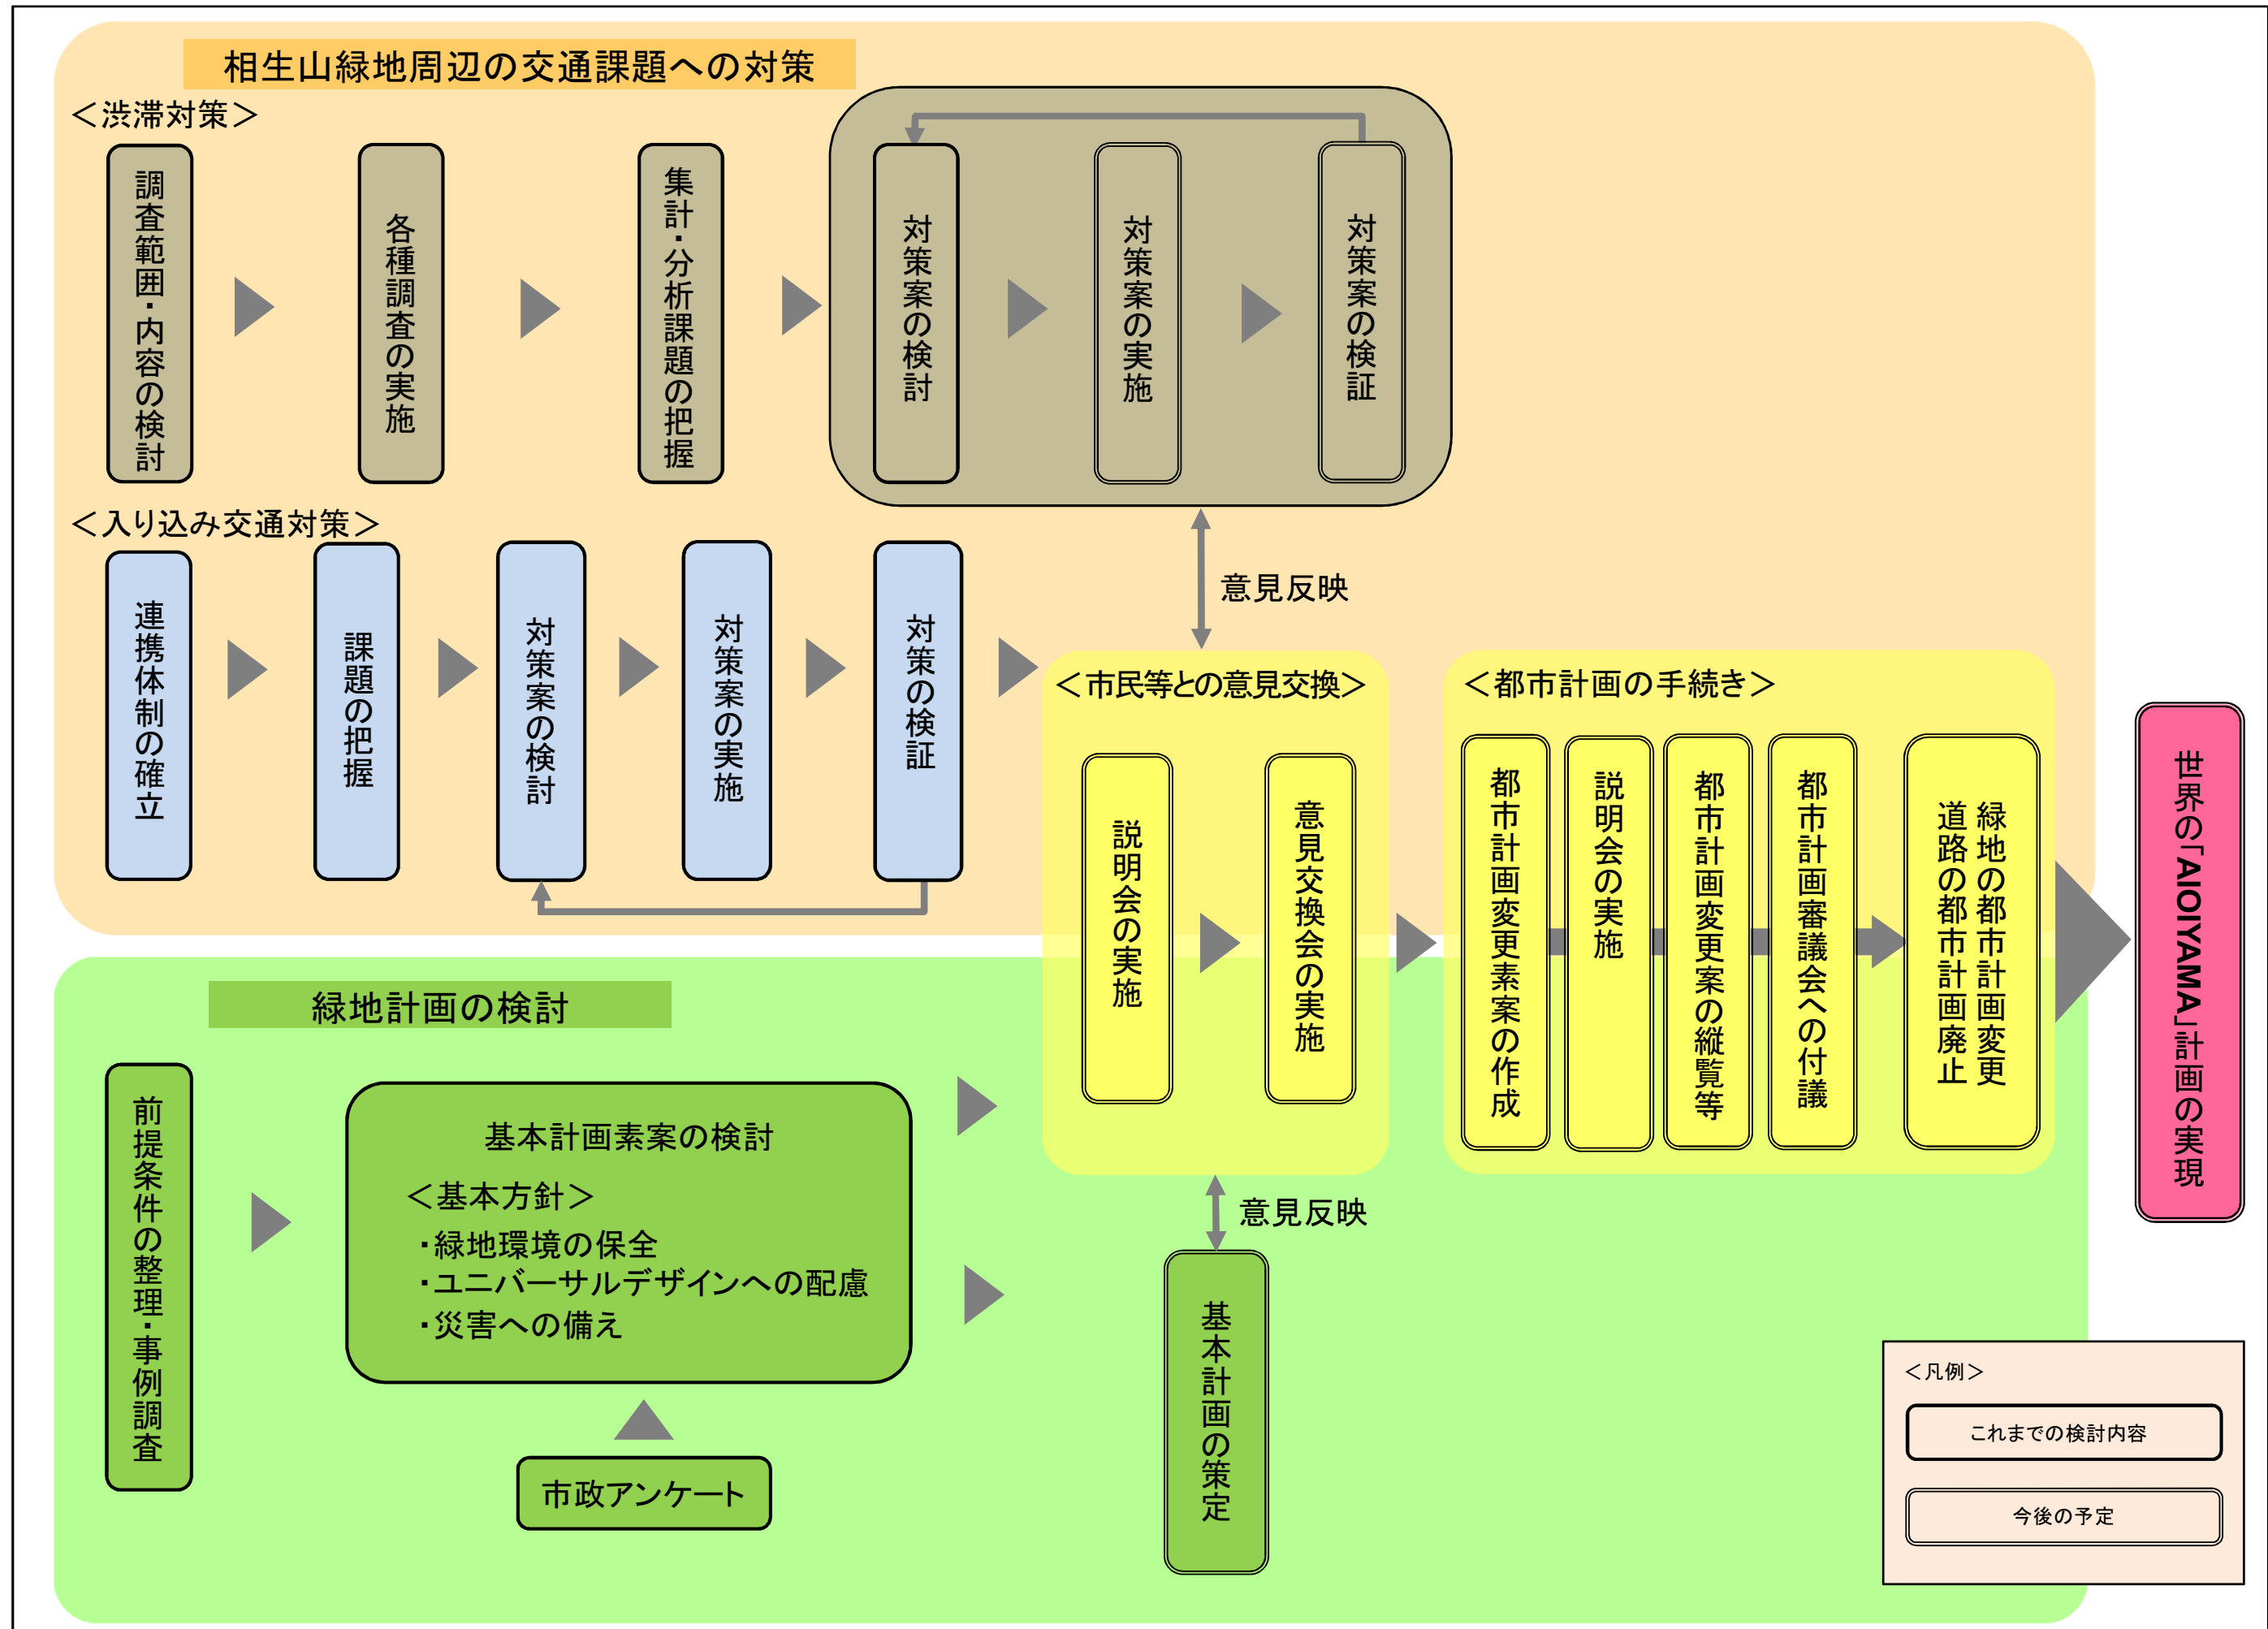 相生山緑地周辺の交通課題への対策
＜渋滞対策＞
調査範囲・内容の検討
各種調査の実施
集計・分析課題の把握
対策案の検討
対策案の実施
対策案の検証
＜入り込み交通対策＞
連携体制の確立
課題の把握
対策案の検討
対策案の実施
対策の検証
意見反映
＜市民等との意見交換＞
説明会の実施
意見交換会の実施
＜都市計画の手続き＞
都市計画変更素案の作成
説明会の実施
都市計画変更案の縦覧等
都市計画審議会への付議
緑地の都市計画変更
道路の都市計画廃止
世界の「AIOIYAMA」計画の実現
緑地計画の検討
前提条件の整理・事例調査
基本計画素案の検討
＜基本方針＞
・緑地環境の保全
・ユニバーサルデザインへの配慮
・災害への備え
市政アンケート
意見反映
基本計画の策定
＜凡例＞
これまでの検討内容
今後の予定